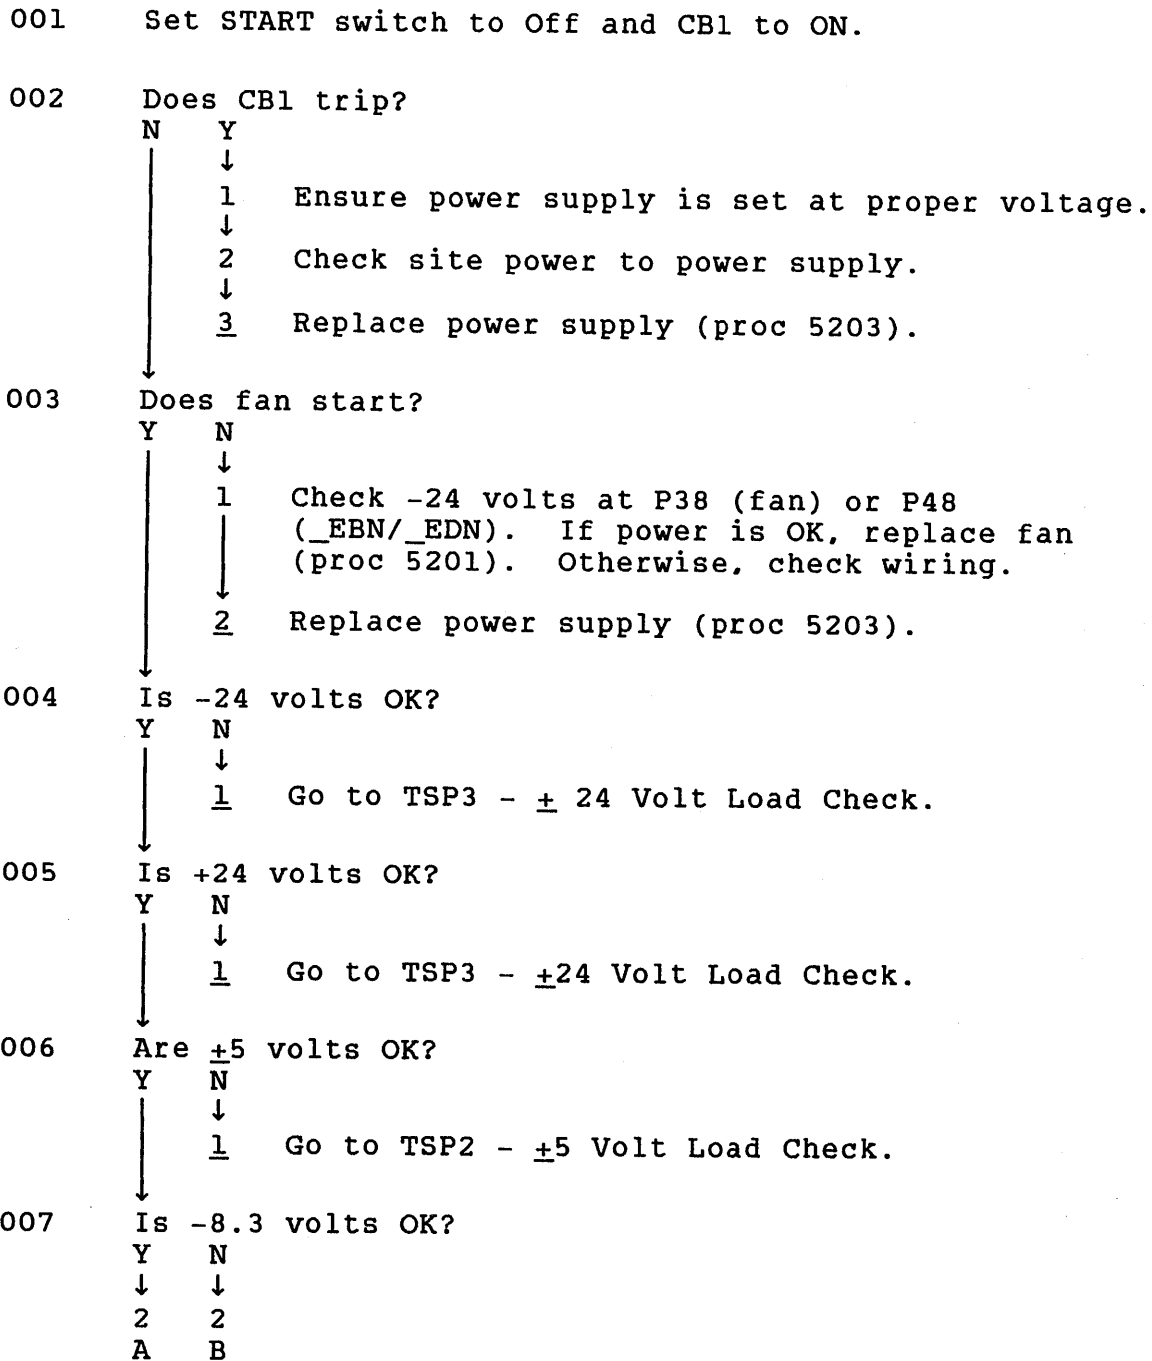 001 Set START switch to Off and CB1 to ON.
002 Does CB1 trip?
N Y
↓
1 Ensure power supply is set at proper voltage.
↓
2 Check site power to power supply.
↓
3 Replace power supply (proc 5203).
003 Does fan start?
Y N
↓
1 Check -24 volts at P38 (fan) or P48
(_EBN/_EDN). If power is OK, replace fan
(proc 5201). Otherwise, check wiring.
2 Replace power supply (proc 5203).
004 Is -24 volts OK?
Y N
↓
1 Go to TSP3 - ± 24 Volt Load Check.
005 Is +24 volts OK?
Y N
↓
1 Go to TSP3 - ±24 Volt Load Check.
006 Are ±5 volts OK?
Y N
↓
1 Go to TSP2 - ±5 Volt Load Check.
007 Is -8.3 volts OK?
Y N
↓ ↓
2 2
A B